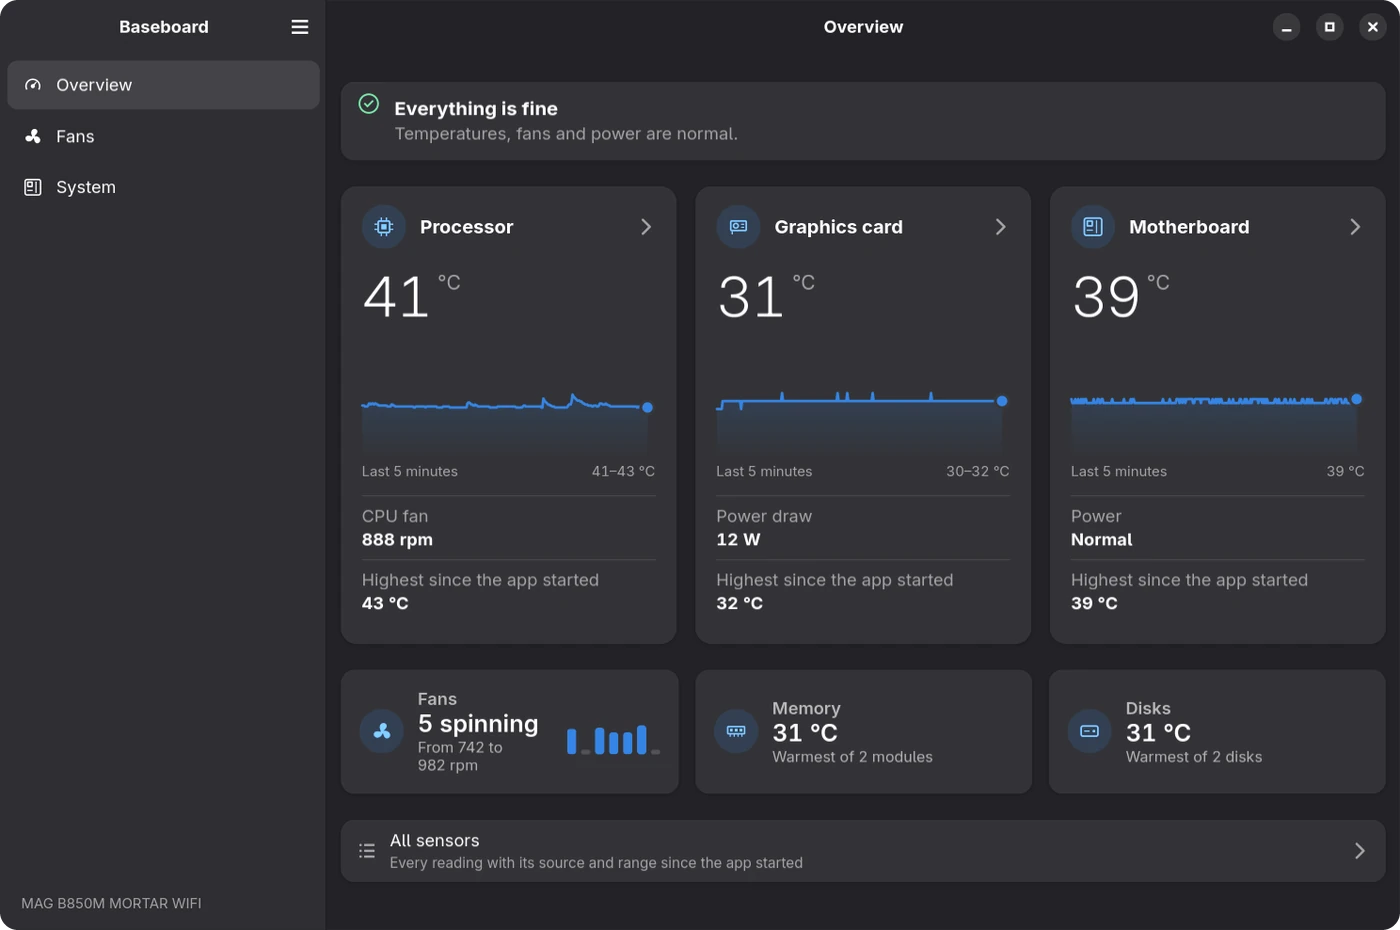 Baseboard
Overview
Overview
Fans
System
Everything is fine
Temperatures, fans and power are normal.
Processor
41 °C
Last 5 minutes 41–43 °C
CPU fan
888 rpm
Highest since the app started
43 °C
Graphics card
31 °C
Last 5 minutes 30–32 °C
Power draw
12 W
Highest since the app started
32 °C
Motherboard
39 °C
Last 5 minutes 39 °C
Power
Normal
Highest since the app started
39 °C
Fans
5 spinning
From 742 to
982 rpm
Memory
31 °C
Warmest of 2 modules
Disks
31 °C
Warmest of 2 disks
All sensors
Every reading with its source and range since the app started
MAG B850M MORTAR WIFI